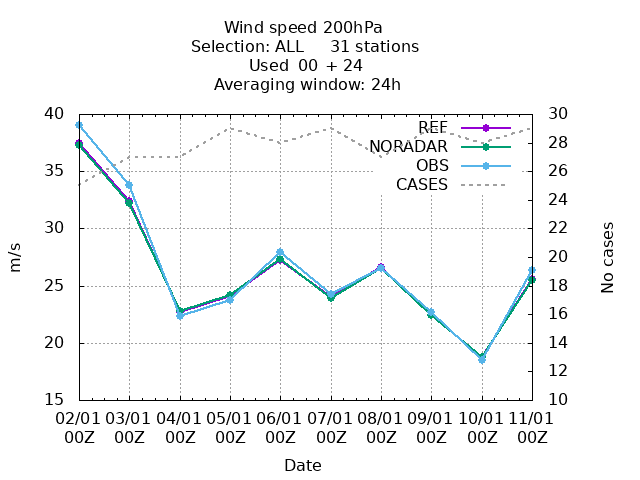 Wind speed 200hPa
Selection: ALL 31 stations
Used 00 + 24
Averaging window: 24h
40 30
REF
28
NORADAR
35 26
OBS
CASES
24
30 22
m/s
No cases
20
25 18
16
20 14
12
15 10
02/01 03/01 04/01 05/01 06/01 07/01 08/01 09/01 10/01 11/01
00Z 00Z 00Z 00Z 00Z 00Z 00Z 00Z 00Z 00Z
Date